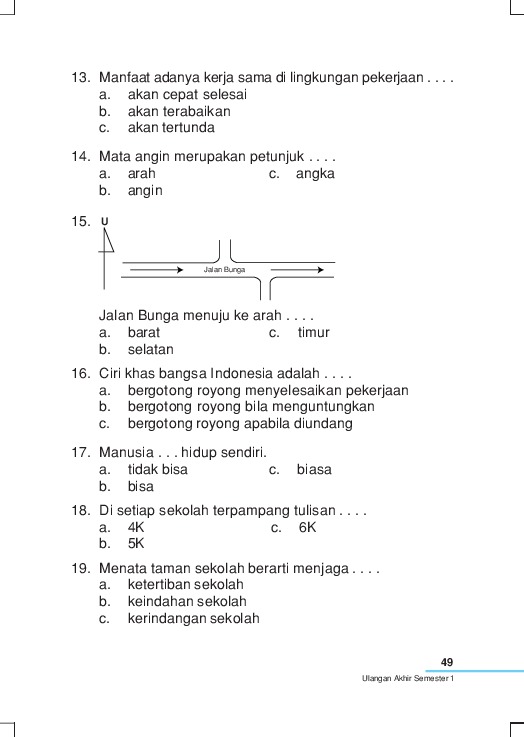 13. Manfaat adanya kerja sama di lingkungan pekerjaan . . . .
a. akan cepat selesai
b. akan terabaikan
c. akan tertunda
14. Mata angin merupakan petunjuk . . . .
a. arah c. angka
b. angin
15. U
Jalan Bunga
Jalan Bunga menuju ke arah . . . .
a. barat c. timur
b. selatan
16. Ciri khas bangsa Indonesia adalah . . . .
a. bergotong royong menyelesaikan pekerjaan
b. bergotong royong bila menguntungkan
c. bergotong royong apabila diundang
17. Manusia . . . hidup sendiri.
a. tidak bisa c. biasa
b. bisa
18. Di setiap sekolah terpampang tulisan . . . .
a. 4K c. 6K
b. 5K
19. Menata taman sekolah berarti menjaga . . . .
a. ketertiban sekolah
b. keindahan sekolah
c. kerindangan sekolah
49
Ulangan Akhir Semester 1